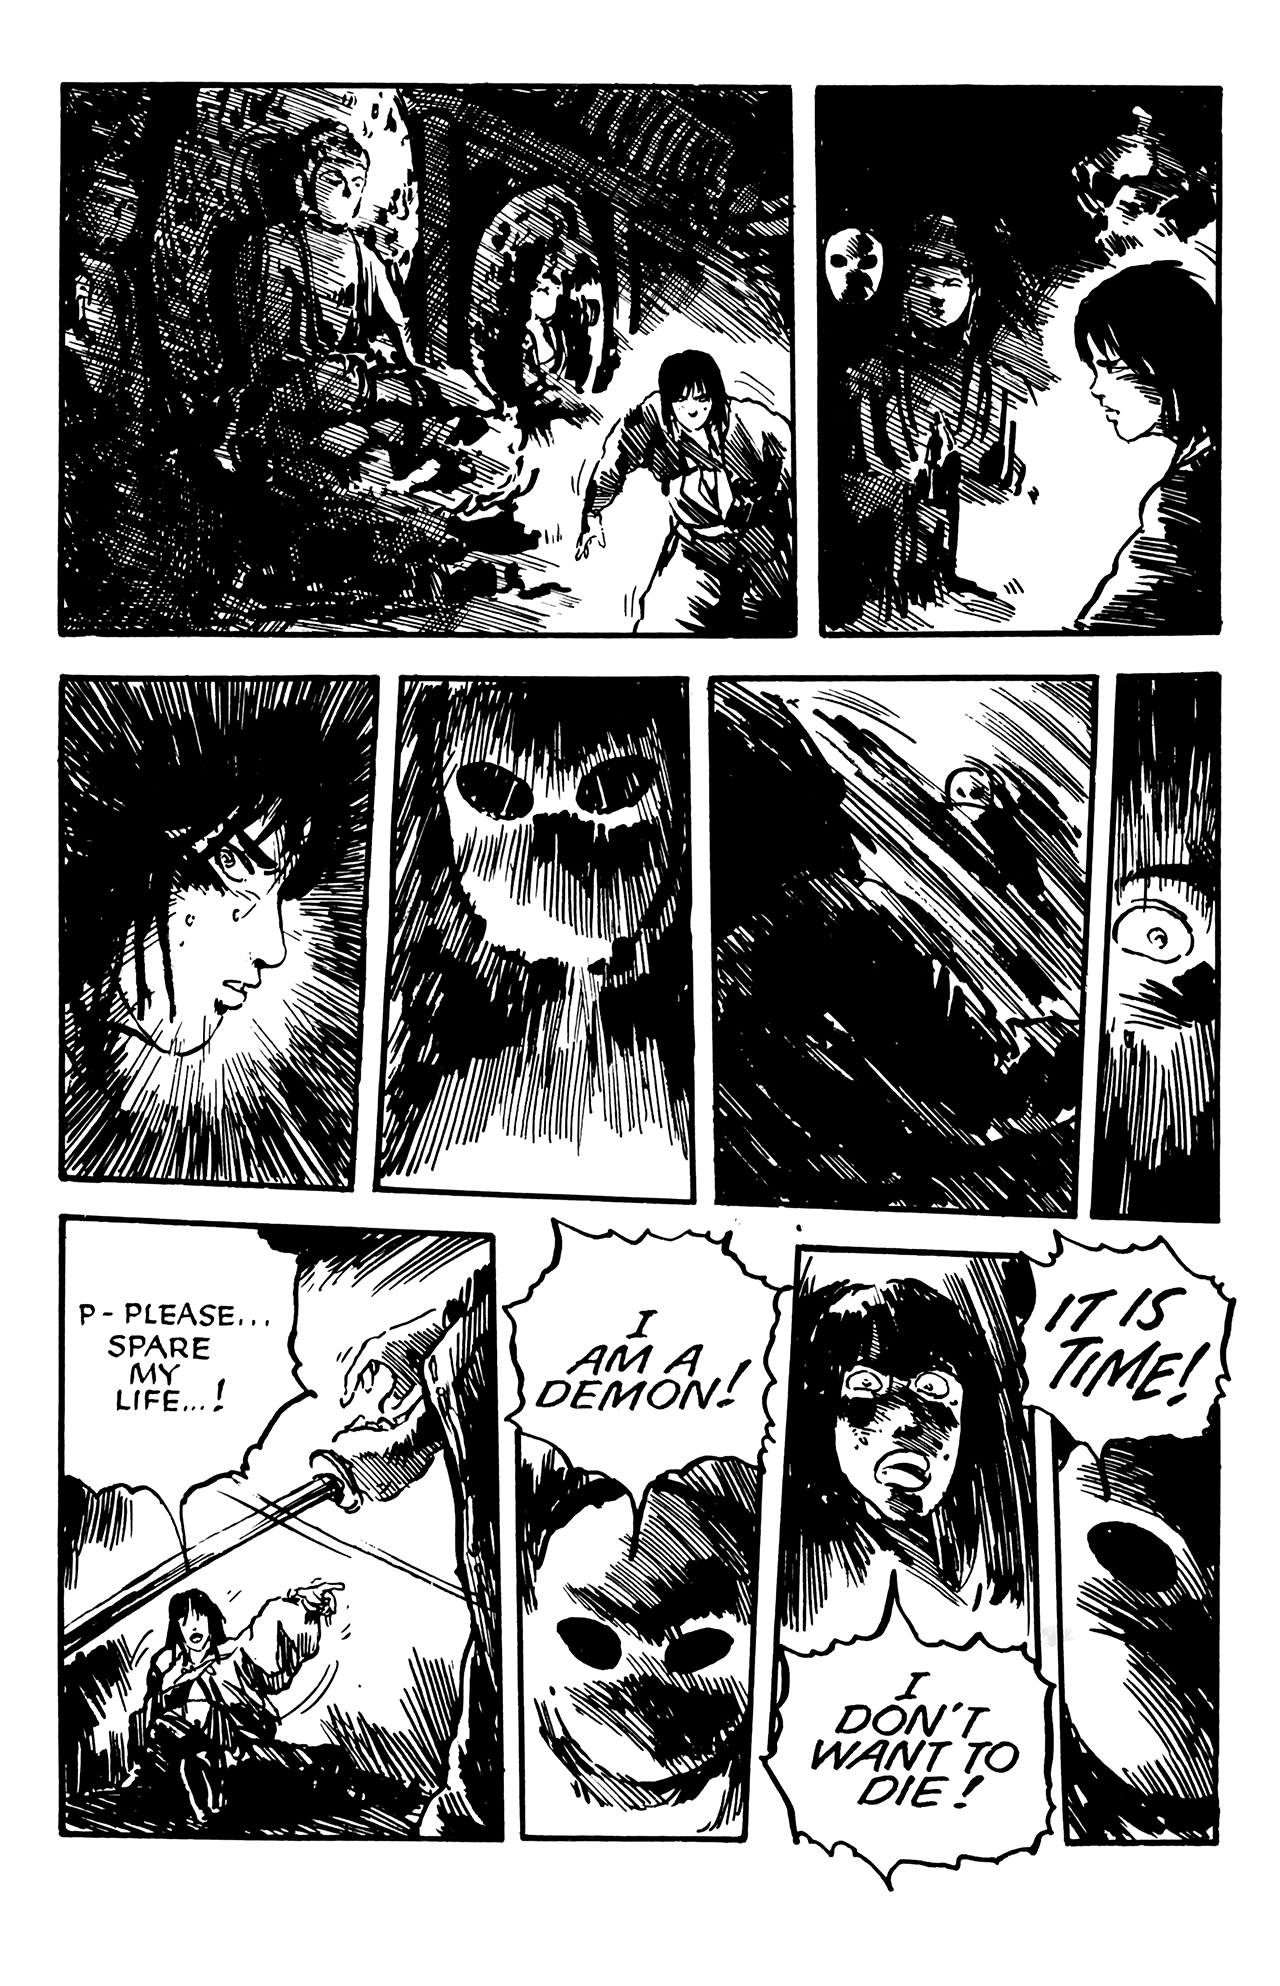 P-PLEASE...
SPARE
MY
LIFE...!
I
AM A
DEMON!
I
DON'T
WANT TO
DIE!
IT IS
TIME!